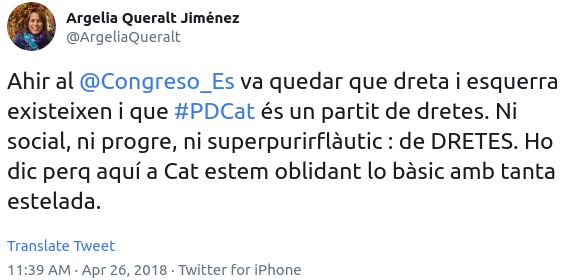 Argelia Queralt Jiménez
@ArgeliaQueralt
Ahir al @Congreso_Es va quedar que dreta i esquerra
existeixen i que #PDCat és un partit de dretes. Ni
social, ni progre, ni superpurirflàutic : de DRETES. Ho
dic perq aquí a Cat estem oblidant lo bàsic amb tanta
estelada.
Translate Tweet
11:39 AM · Apr 26, 2018 · Twitter for iPhone